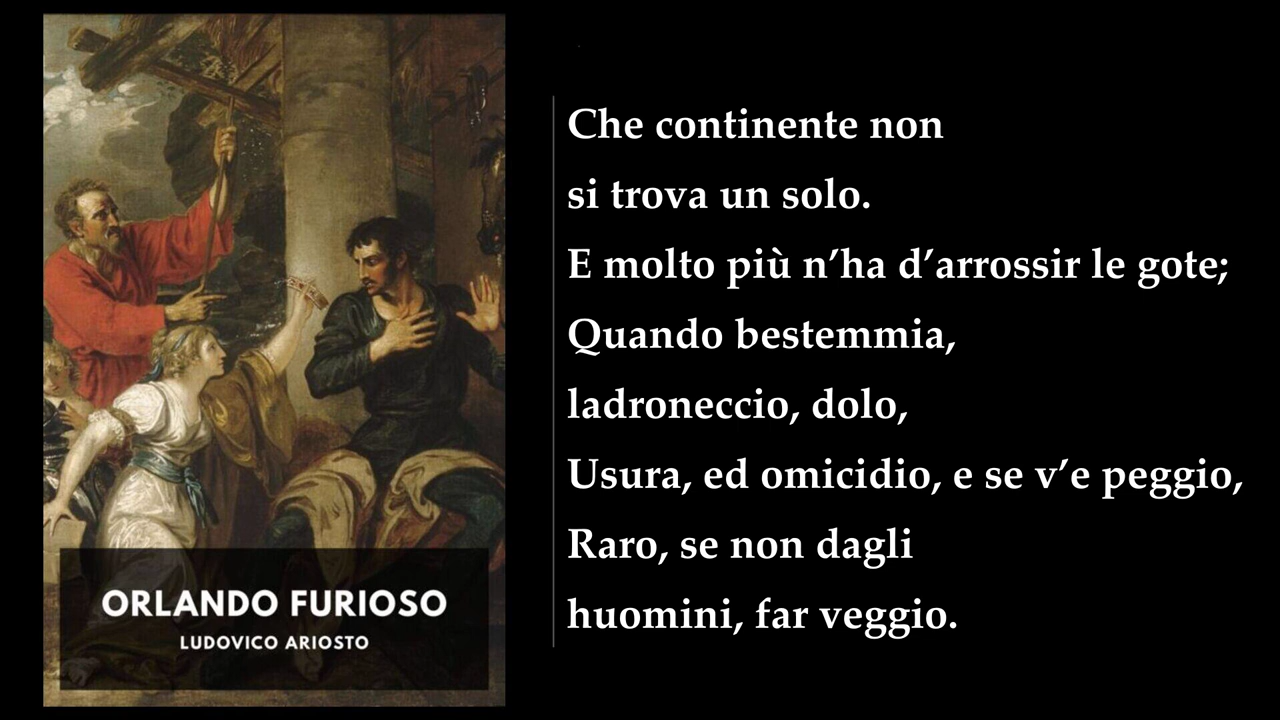 ORLANDO FURIOSO
LUDOVICO ARIOSTO
Che continente non
si trova un solo.
E molto più n’ha d’arrossir le gote;
Quando bestemmia,
ladroneccio, dolo,
Usura, ed omicidio, e se v’e peggio,
Raro, se non dagli
huomini, far veggio.